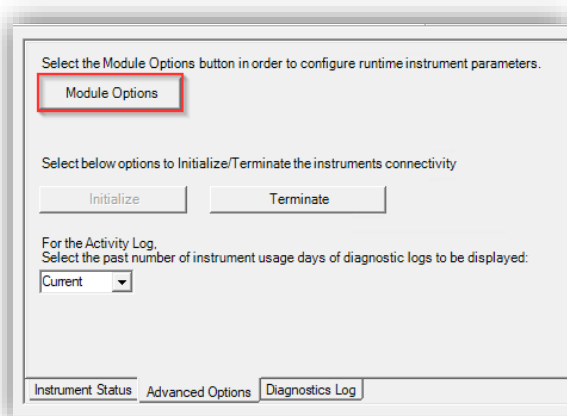 Select the Module Options button in order to configure runtime instrument parameters.
Module Options
Select below options to Initialize/Terminate the instruments connectivity
Initialize
Terminate
For the Activity Log,
Select the past number of instrument usage days of diagnostic logs to be displayed:
Current
Instrument Status
Advanced Options
Diagnostics Log